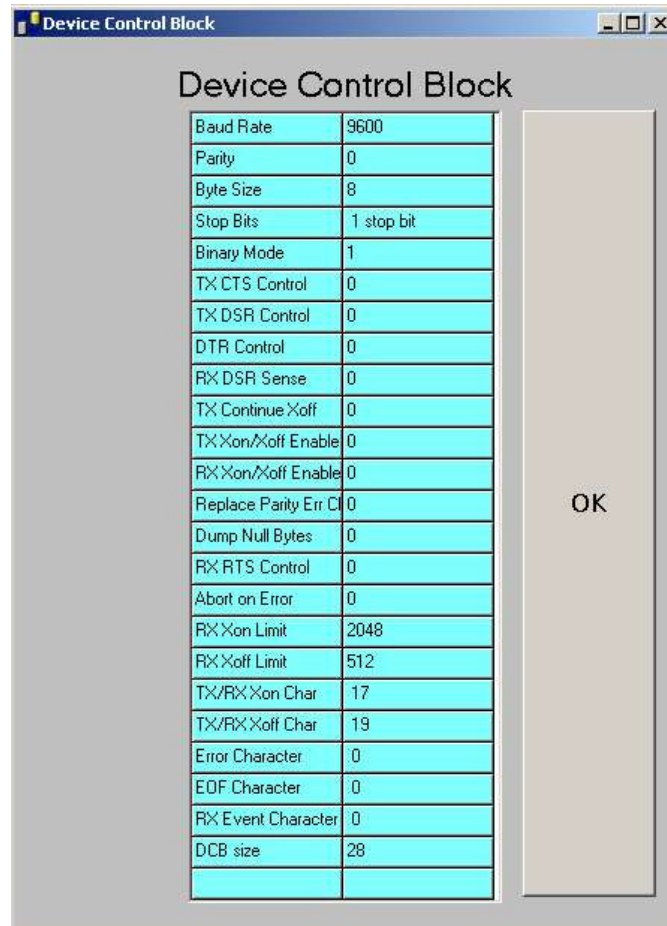 Device Control Block
Device Control Block
Baud Rate 9600
Parity 0
Byte Size 8
Stop Bits 1 stop bit
Binary Mode 1
TX CTS Control 0
TX DSR Control 0
DTR Control 0
RX DSR Sense 0
TX Continue Xoff 0
TX Xon/Xoff Enable 0
RX Xon/Xoff Enable 0
Replace Parity Err Cl 0
Dump Null Bytes 0
RX RTS Control 0
Abort on Error 0
RX Xon Limit 2048
RX Xoff Limit 512
TX/RX Xon Char 17
TX/RX Xoff Char 19
Error Character 0
EOF Character 0
RX Event Character 0
DCB size 28
OK